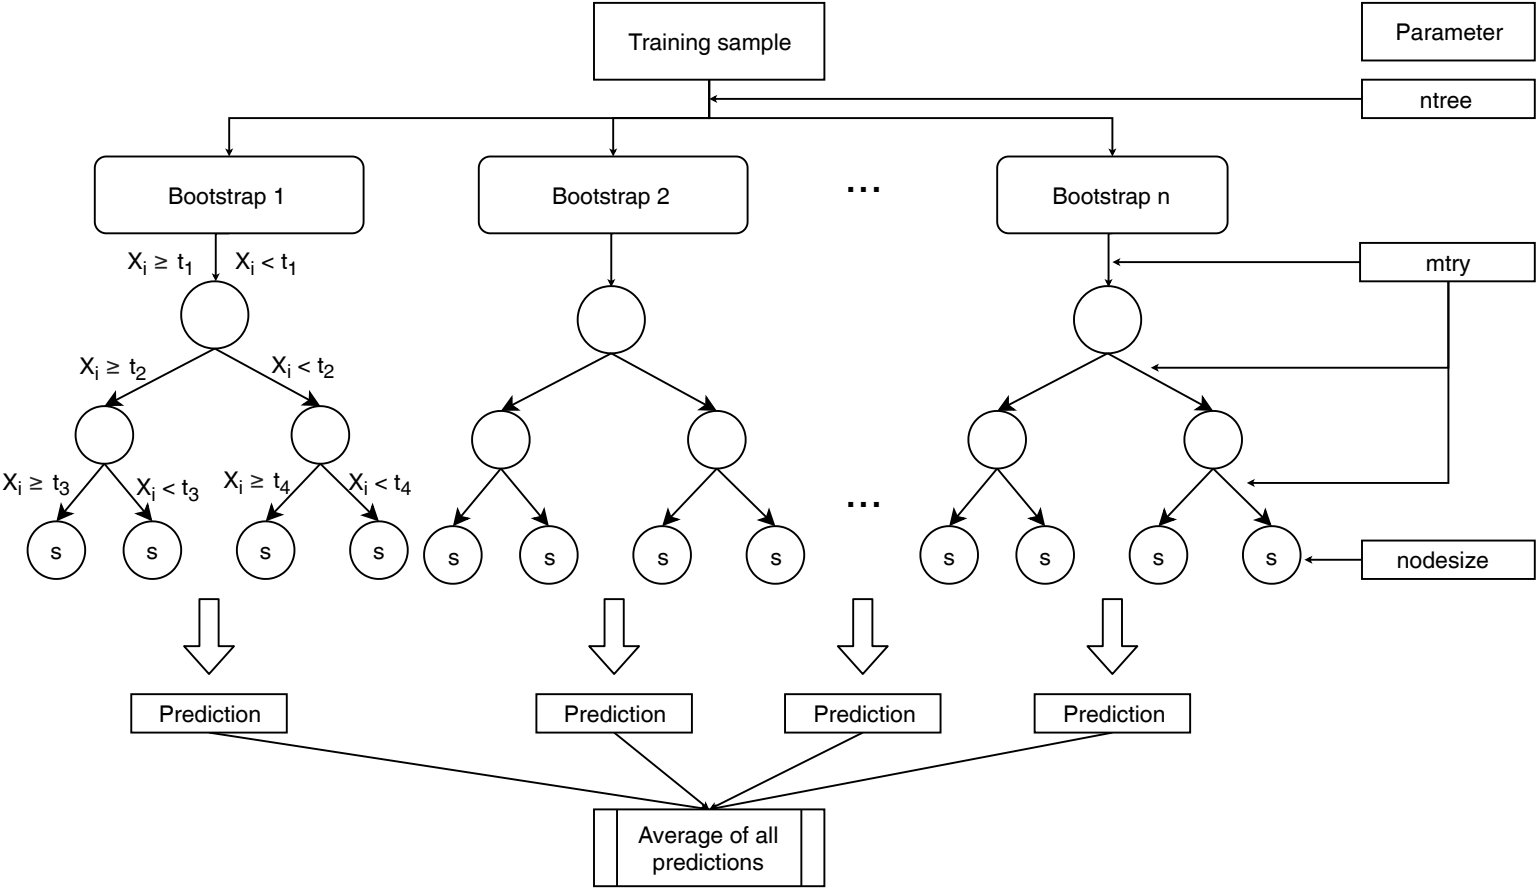 Training sample
Parameter
ntree
Bootstrap 1
Bootstrap 2
...
Bootstrap n
Xi ≥ t1
Xi < t1
mtry
Xi ≥ t2
Xi < t2
Xi ≥ t3
Xi < t3
Xi ≥ t4
Xi < t4
...
s
s
s
s
s
s
s
s
s
s
s
s
nodesize
Prediction
Prediction
Prediction
Prediction
Average of all
predictions